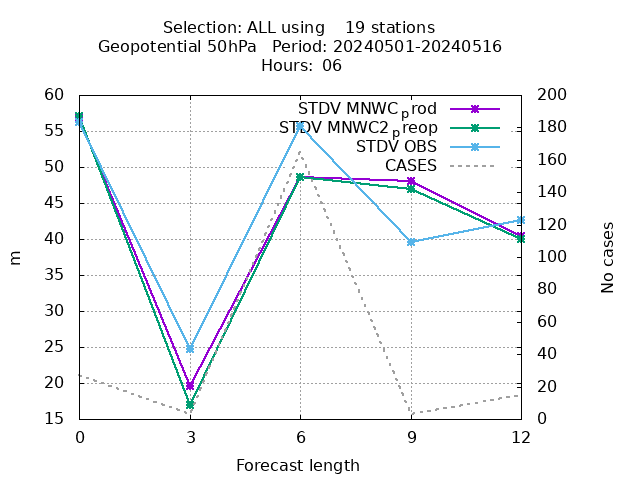 Selection: ALL using    19 stations
Geopotential 50hPa   Period: 20240501-20240516
Hours: 06
60 200
STDV MNWCprod
55 180
STDV MNWC2preop
STDV OBS
50 160
CASES
45 140
40 120
35 100
30 80
25 60
20 40
15 20
0
m
No cases
0 3 6 9 12
Forecast length